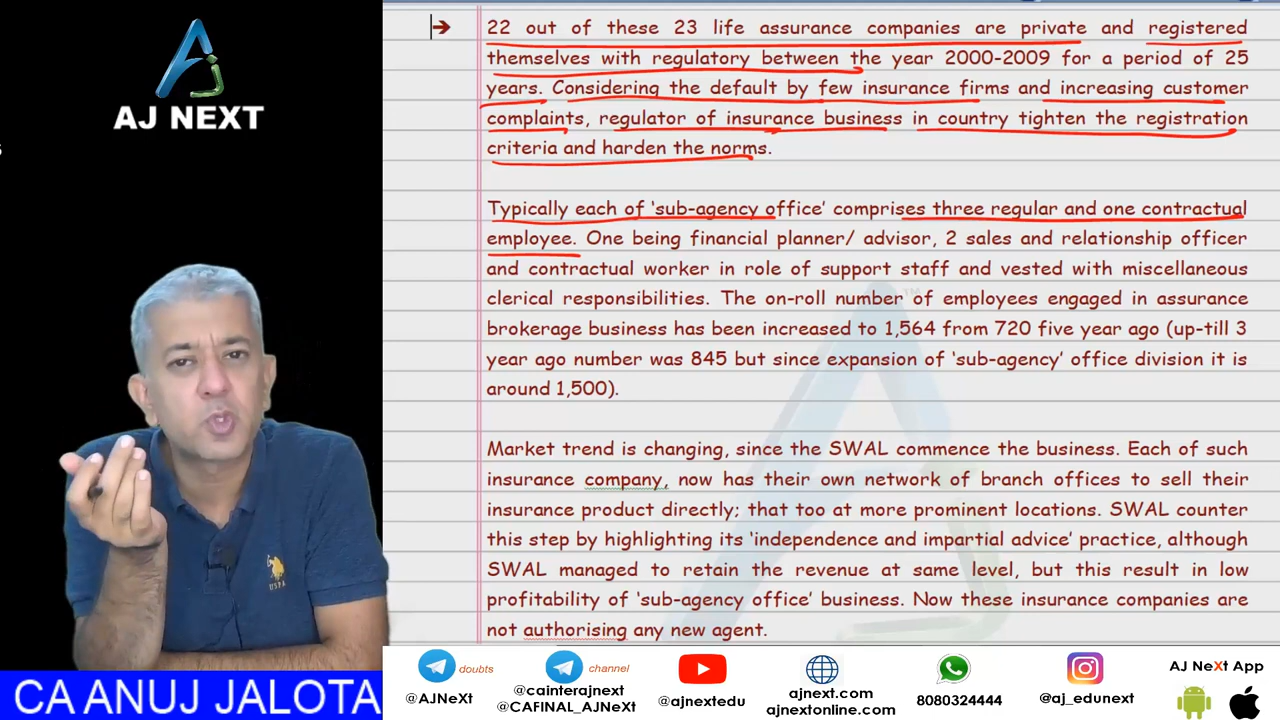 AJ NEXT
22 out of these 23 life assurance companies are private and registered
themselves with regulatory between the year 2000-2009 for a period of 25
years. Considering the default by few insurance firms and increasing customer
complaints, regulator of insurance business in country tighten the registration
criteria and harden the norms.
Typically each of ‘sub-agency office’ comprises three regular and one contractual
employee. One being financial planner/ advisor, 2 sales and relationship officer
and contractual worker in role of support staff and vested with miscellaneous
clerical responsibilities. The on-roll number of employees engaged in assurance
brokerage business has been increased to 1,564 from 720 five year ago (up-till 3
year ago number was 845 but since expansion of ‘sub-agency’ office division it is
around 1,500).
TM
Market trend is changing, since the SWAL commence the business. Each of such
insurance company, now has their own network of branch offices to sell their
insurance product directly; that too at more prominent locations. SWAL counter
this step by highlighting its ‘independence and impartial advice’ practice, although
SWAL managed to retain the revenue at same level, but this result in low
profitability of ‘sub-agency office’ business. Now these insurance companies are
not authorising any new agent.
USPA
CA ANUJ JALOTA
doubts
@AJNeXt
channel
@cainterajnext
@CAFINAL_AJNeXt
@ajnextedu
ajnext.com
ajnextonline.com
8080324444
@aj_edunext
AJ NeXt App